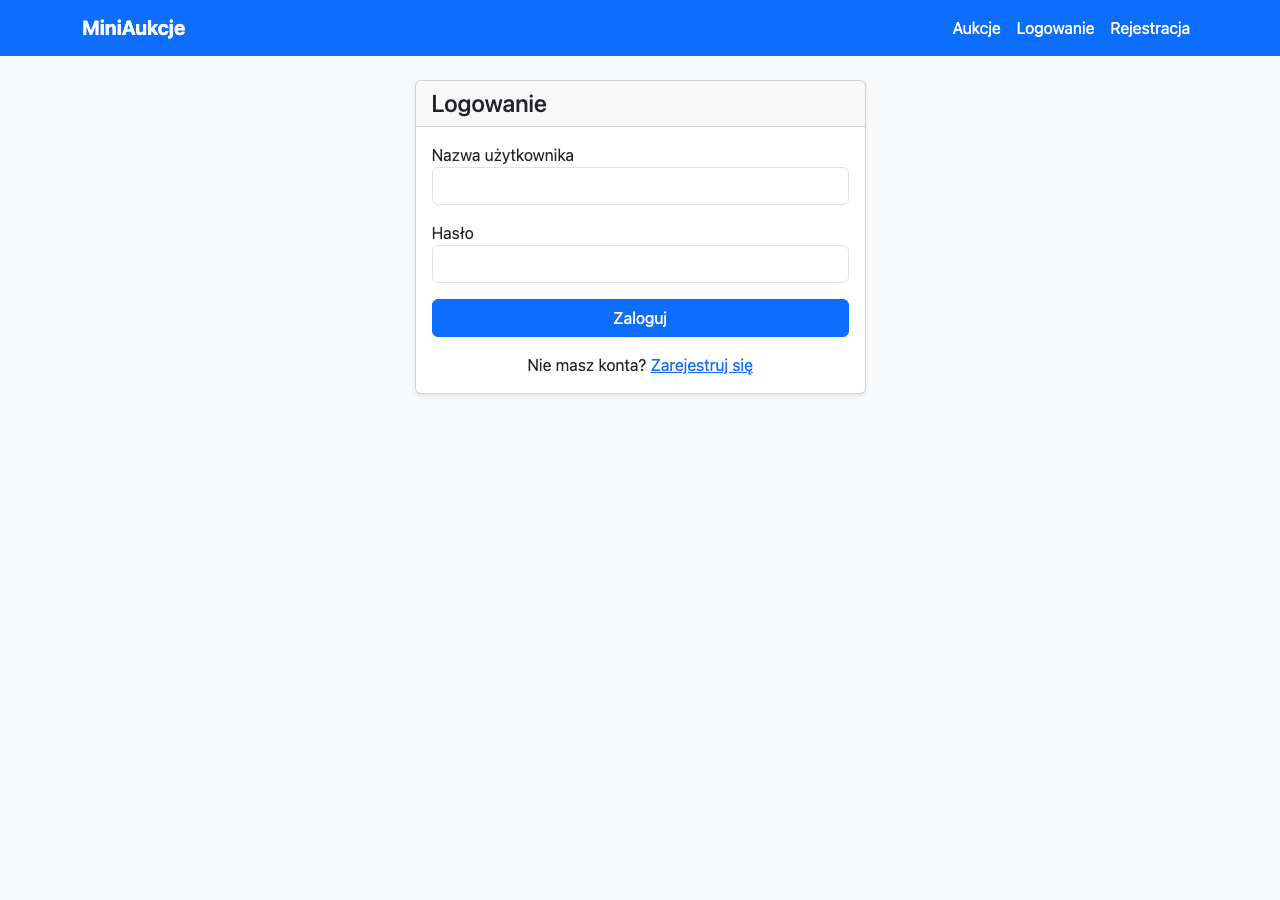 MiniAukcje
Aukcje Logowanie Rejestracja
Logowanie
Nazwa użytkownika
Hasło
Zaloguj
Nie masz konta? Zarejestruj się